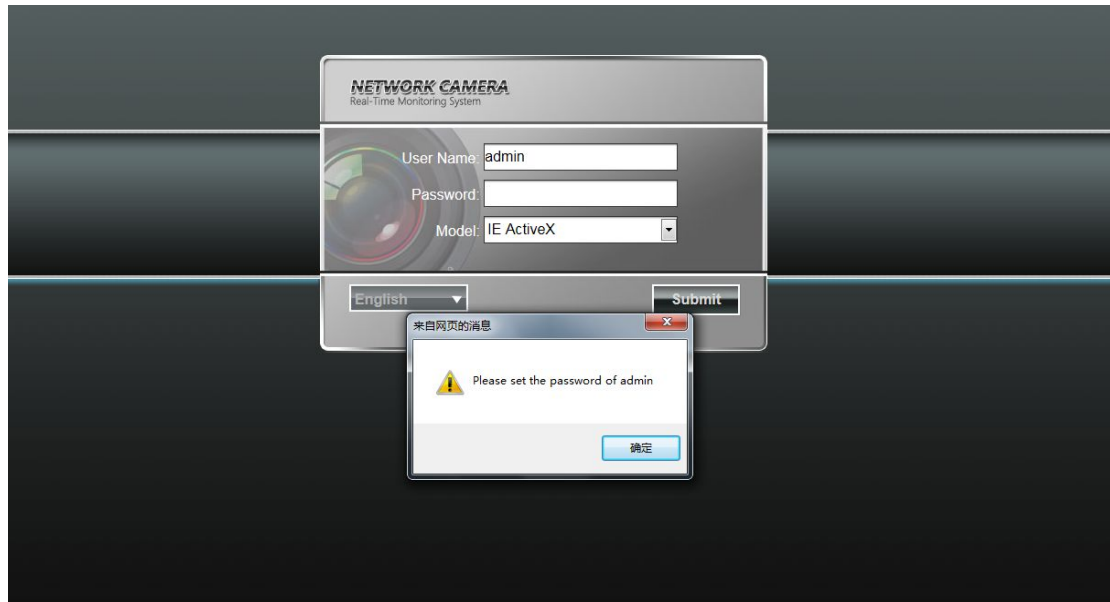 NETWORK CAMERA
Real-Time Monitoring System
User Name: admin
Password:
Model: IE ActiveX
English
Submit
来自网页的消息
Please set the password of admin
确定